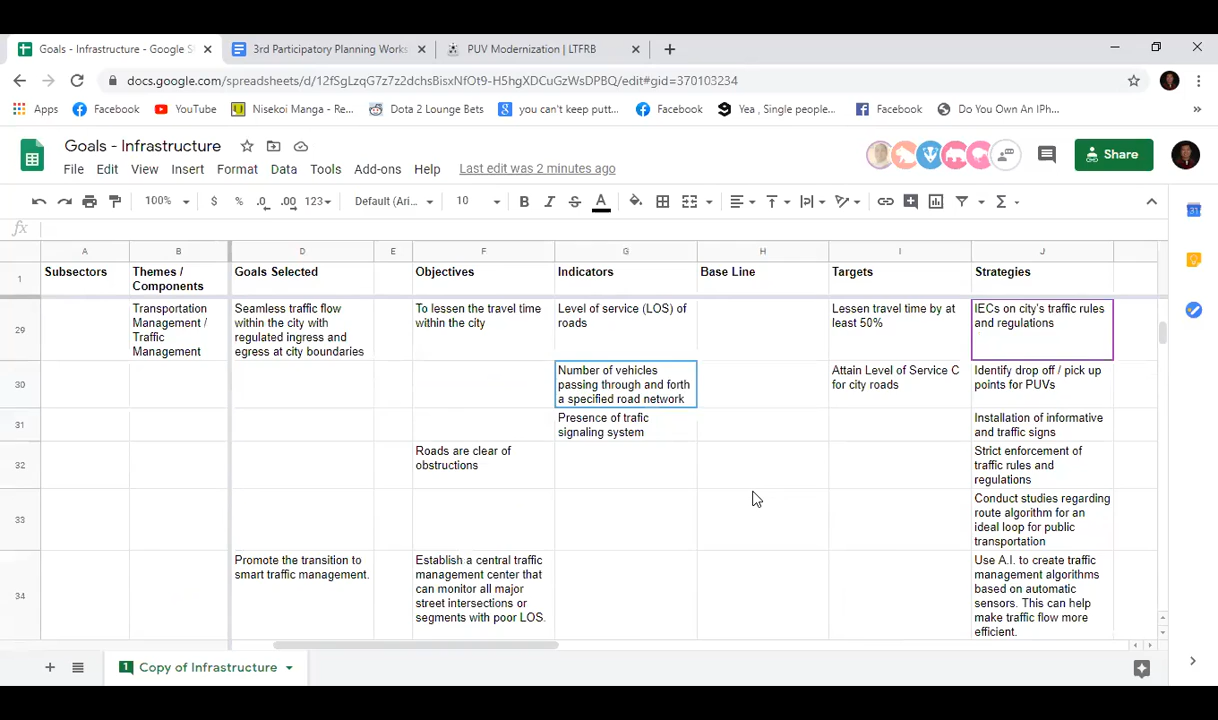 Goals - Infrastructure - Google S
3rd Participatory Planning Works
PUV Modernization | LTFRB
docs.google.com/spreadsheets/d/12fSgLzqG7z7z2dchsBisxNfOt9-H5hgXDCuGzWsDPBQ/edit#gid=370103234
Apps
Facebook
YouTube
Nisekoi Manga - Re...
Dota 2 Lounge Bets
you can't keep putt...
Facebook
Yea , Single people...
Facebook
Do You Own An IPh...
»
Goals - Infrastructure
File
Edit
View
Insert
Format
Data
Tools
Add-ons
Help
Last edit was 2 minutes ago
Share
100%
$
%
.0
.00
123
Default (Ari...
10
B
I
S
A
Σ
fx
A
B
D
E
F
G
H
I
J
1
Subsectors
Themes /
Components
Goals Selected
Objectives
Indicators
Base Line
Targets
Strategies
29
Transportation
Management /
Traffic
Management
Seamless traffic flow
within the city with
regulated ingress and
egress at city boundaries
To lessen the travel time
within the city
Level of service (LOS) of
roads
Lessen travel time by at
least 50%
IECs on city's traffic rules
and regulations
30
Number of vehicles
passing through and forth
a specified road network
Attain Level of Service C
for city roads
Identify drop off / pick up
points for PUVs
31
Presence of trafic
signaling system
Installation of informative
and traffic signs
32
Roads are clear of
obstructions
Strict enforcement of
traffic rules and
regulations
33
Conduct studies regarding
route algorithm for an
ideal loop for public
transportation
34
Promote the transition to
smart traffic management.
Establish a central traffic
management center that
can monitor all major
street intersections or
segments with poor LOS.
Use A.I. to create traffic
management algorithms
based on automatic
sensors. This can help
make traffic flow more
efficient.
1
Copy of Infrastructure
31